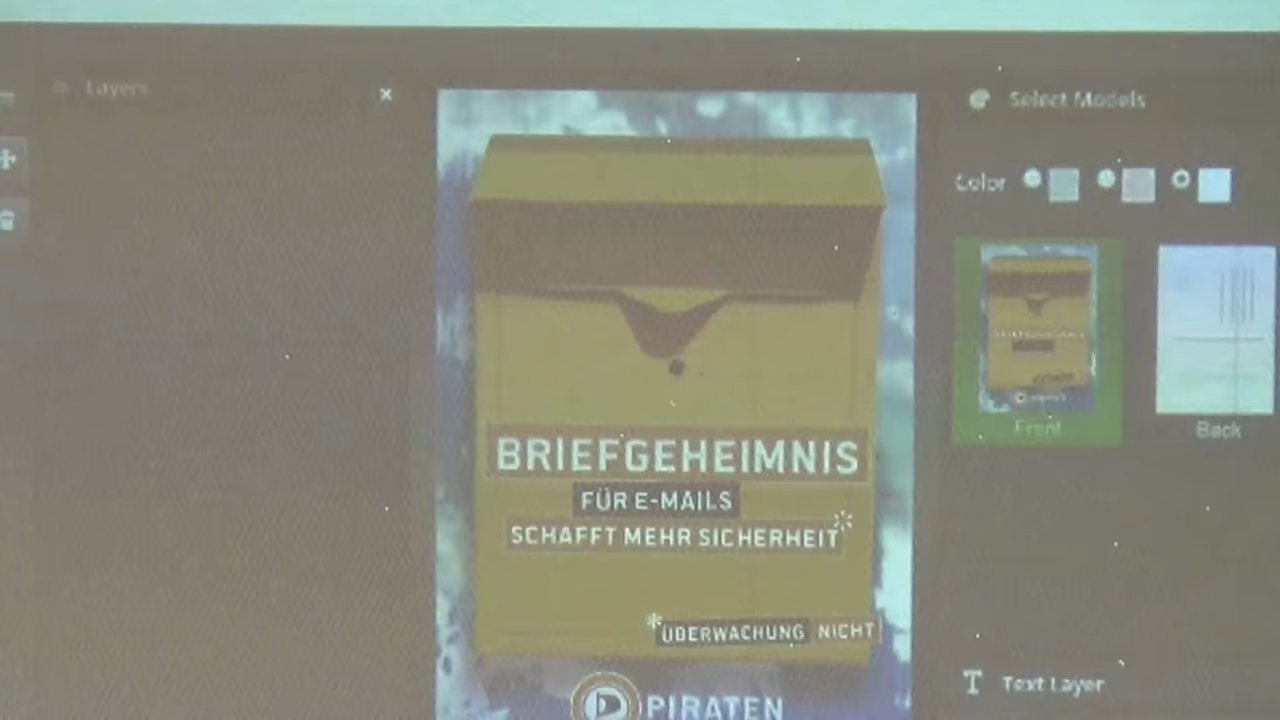 Layers
Select Models
Color
Front
Back
BRIEFGEHEIMNIS
FÜR E-MAILS
SCHAFFT MEHR SICHERHEIT*
*ÜBERWACHUNG NICHT
PIRATEN
Text Layer